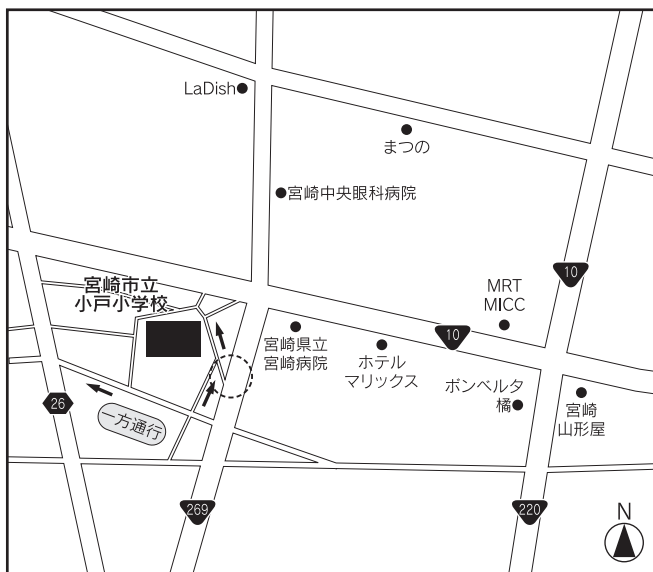 LaDish
まつの
宮崎中央眼科病院
宮崎市立
小戸小学校
MRT
MICC
10
10
宮崎県立
宮崎病院
ホテル
マリックス
ボンベルタ
橘
宮崎
山形屋
26
一方通行
269
220
N